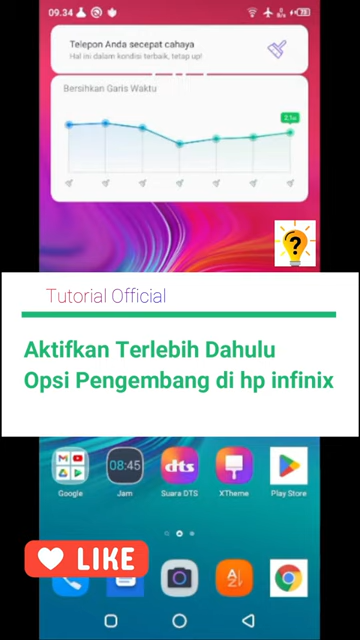 09.34
Telepon Anda secepat cahaya
Hal ini dalam kondisi terbaik, tetap up!
Bersihkan Garis Waktu
Tutorial Official
Aktifkan Terlebih Dahulu
Opsi Pengembang di hp infinix
08:45
dts
Google
Jam
Suara DTS
XTheme
Play Store
LIKE